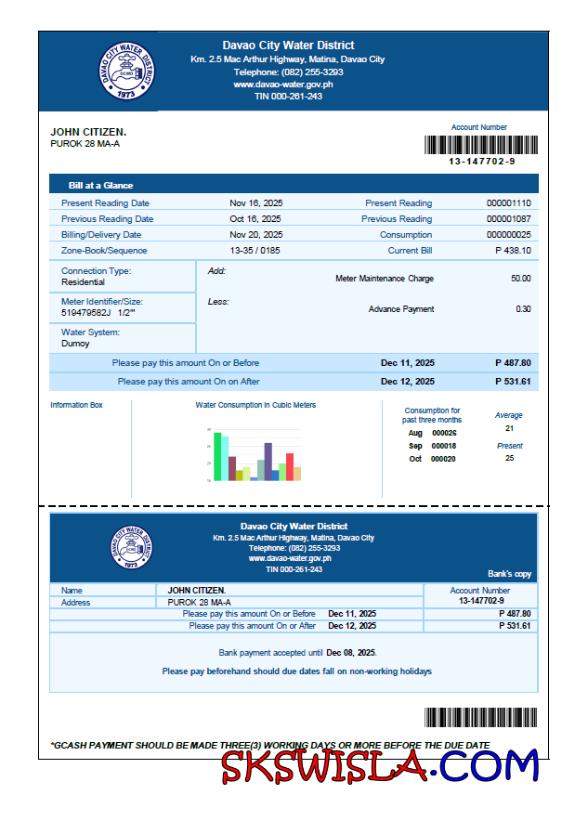 Davao City Water District
Km. 2.5 Mac Arthur Highway, Matina, Davao City
Telephone: (082) 255-3293
www.davao-water.gov.ph
TIN 000-261-243
DAVAO CITY WATER DISTRICT
DCWD
1973
JOHN CITIZEN.
PUROK 28 MA-A
Account Number
13-147702-9
Bill at a Glance
Present Reading Date Nov 16, 2025 Present Reading 000001110
Previous Reading Date Oct 16, 2025 Previous Reading 000001087
Billing/Delivery Date Nov 20, 2025 Consumption 000000025
Zone-Book/Sequence 13-35 / 0185 Current Bill P 438.10
Connection Type:
Residential
Add:
Meter Maintenance Charge 50.00
Meter Identifier/Size:
519479582J 1/2""
Less:
Advance Payment 0.30
Water System:
Dumoy
Please pay this amount On or Before Dec 11, 2025 P 487.80
Please pay this amount On on After Dec 12, 2025 P 531.61
Information Box
Water Consumption in Cubic Meters
Consumption for
past three months
Aug 000026
Sep 000018
Oct 000020
Average
21
Present
25
Davao City Water District
Km. 2.5 Mac Arthur Highway, Matina, Davao City
Telephone: (082) 255-3293
www.davao-water.gov.ph
TIN 000-261-243
DAVAO CITY WATER DISTRICT
DCWD
1973
Bank's copy
Name JOHN CITIZEN. Account Number
Address PUROK 28 MA-A 13-147702-9
Please pay this amount On or Before Dec 11, 2025 P 487.80
Please pay this amount On or After Dec 12, 2025 P 531.61
Bank payment accepted until Dec 08, 2025.
Please pay beforehand should due dates fall on non-working holidays
*GCASH PAYMENT SHOULD BE MADE THREE(3) WORKING DAYS OR MORE BEFORE THE DUE DATE
SKSWISLA.COM